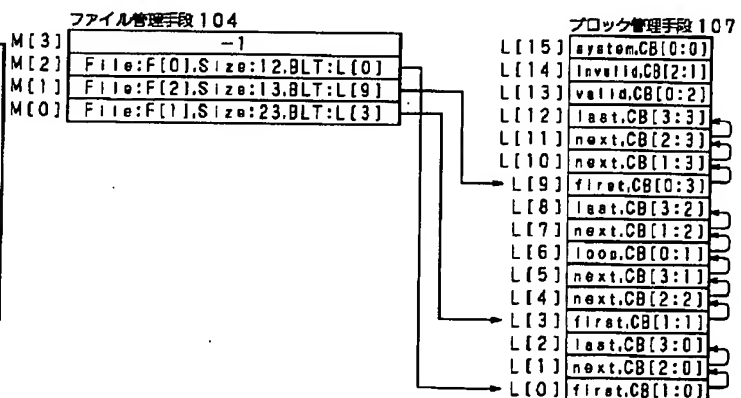 ファイル管理手段104
M[3] -1
M[2] File:F[0],Size:12,BLT:L[0]
M[1] File:F[2],Size:13,BLT:L[9]
M[0] File:F[1],Size:23,BLT:L[3]
ブロック管理手段107
L[15] system,CB[0:0]
L[14] Invalid,CB[2:1]
L[13] valid,CB[0:2]
L[12] last,CB[3:3]
L[11] next,CB[2:3]
L[10] next,CB[1:3]
L[9] first,CB[0:3]
L[8] last,CB[3:2]
L[7] next,CB[1:2]
L[6] loop,CB[0:1]
L[5] next,CB[3:1]
L[4] next,CB[2:2]
L[3] first,CB[1:1]
L[2] last,CB[3:0]
L[1] next,CB[2:0]
L[0] first,CB[1:0]